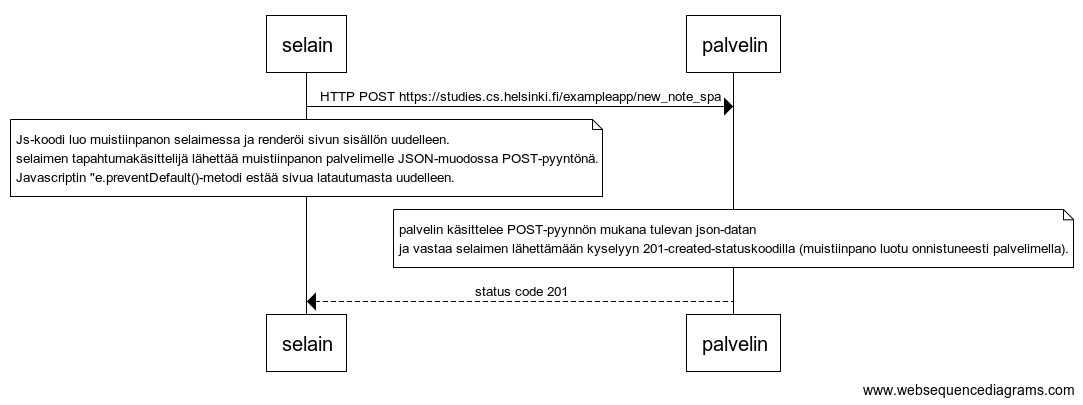 selain
palvelin
HTTP POST https://studies.cs.helsinki.fi/exampleapp/new_note_spa
Js-koodi luo muistiinpanon selaimessa ja renderöi sivun sisällön uudelleen.
selaimen tapahtumakäsittelijä lähettää muistiinpanon palvelimelle JSON-muodossa POST-pyyntönä.
Javascriptin "e.preventDefault()-metodi estää sivua latautumasta uudelleen.
palvelin käsittelee POST-pyynnön mukana tulevan json-datan
ja vastaa selaimen lähettämään kyselyyn 201-created-statuskoodilla (muistiinpano luotu onnistuneesti palvelimella).
status code 201
selain
palvelin
www.websequencediagrams.com